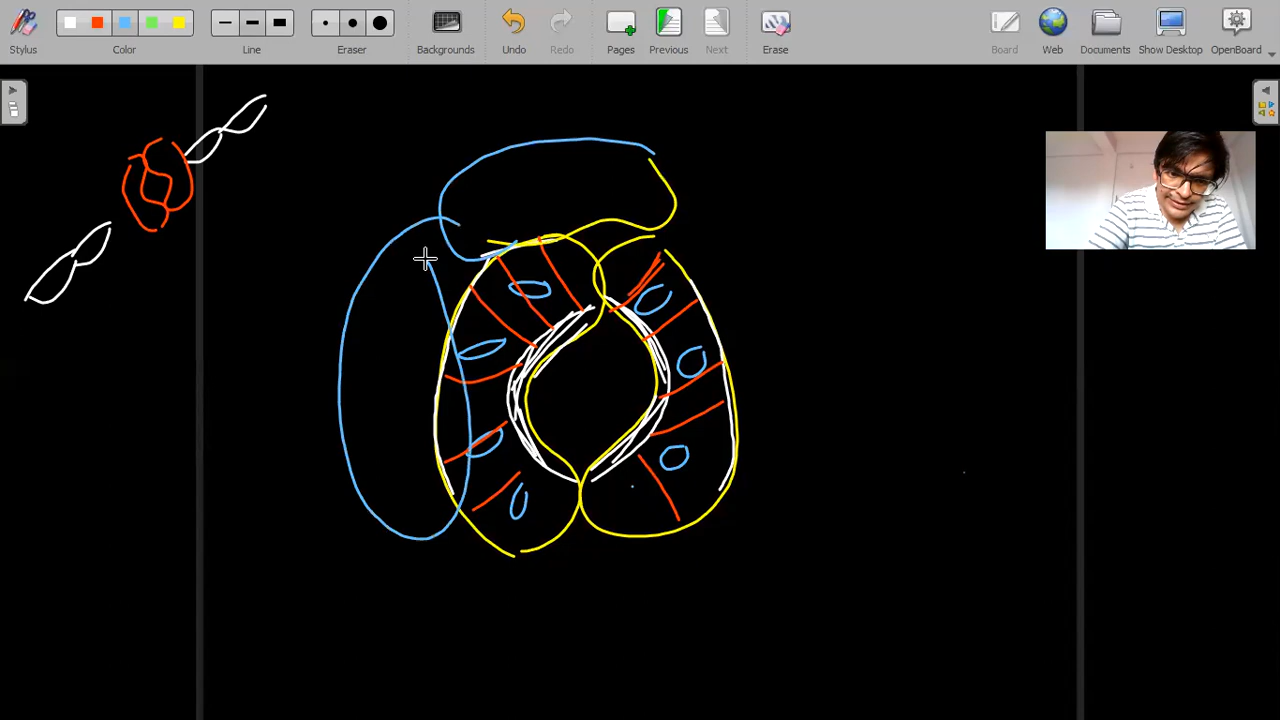 Stylus
Color
Line
Eraser
Backgrounds
Undo
Redo
Pages
Previous
Next
Erase
Board
Web
Documents
Show Desktop
OpenBoard